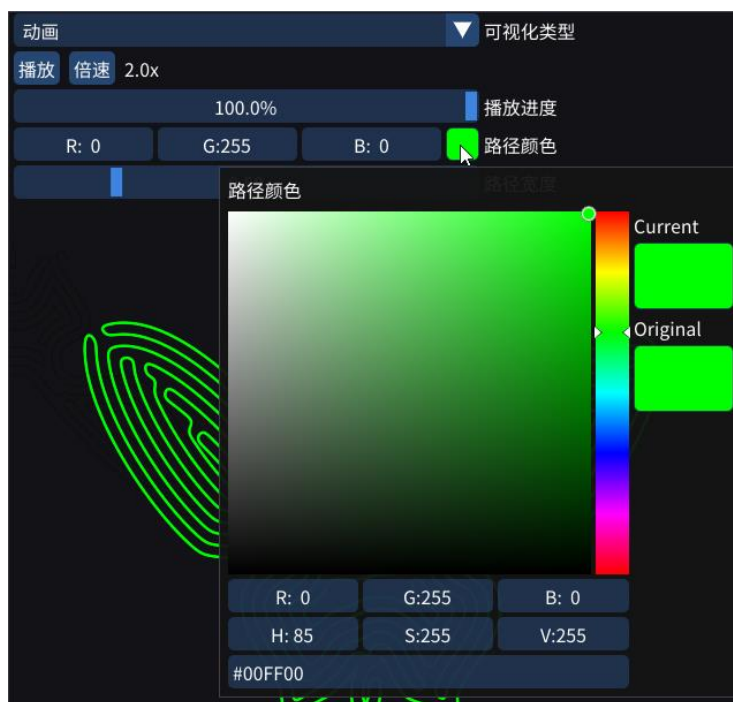 动画 可视化类型
播放 倍速 2.0x
100.0% 播放进度
R: 0 G:255 B: 0 路径颜色
路径宽度
路径颜色
Current
Original
R: 0 G:255 B: 0
H: 85 S:255 V:255
#00FF00